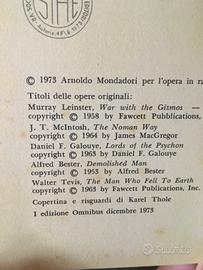 © 1973 Arnoldo Mondadori per l'opera in ra
Titoli delle opere originali:
Murray Leinster, War with the Gizmos —
copyright © 1958 by Fawcett Pubblications,
J. T. McIntosh, The Noman Way
copyright © 1964 by James MacGregor
Daniel F. Galouye, Lords of the Psychon
copyright © 1963 by Daniel F. Galouye
Alfred Bester, Demolished Man
copyright © 1953 by Alfred Bester
Walter Tevis, The Man Who Fell To Earth
copyright © 1963 by Fawcett Publications, Inc.
Copertina e riguardi di Karel Thole
I edizione Omnibus dicembre 1973
subito